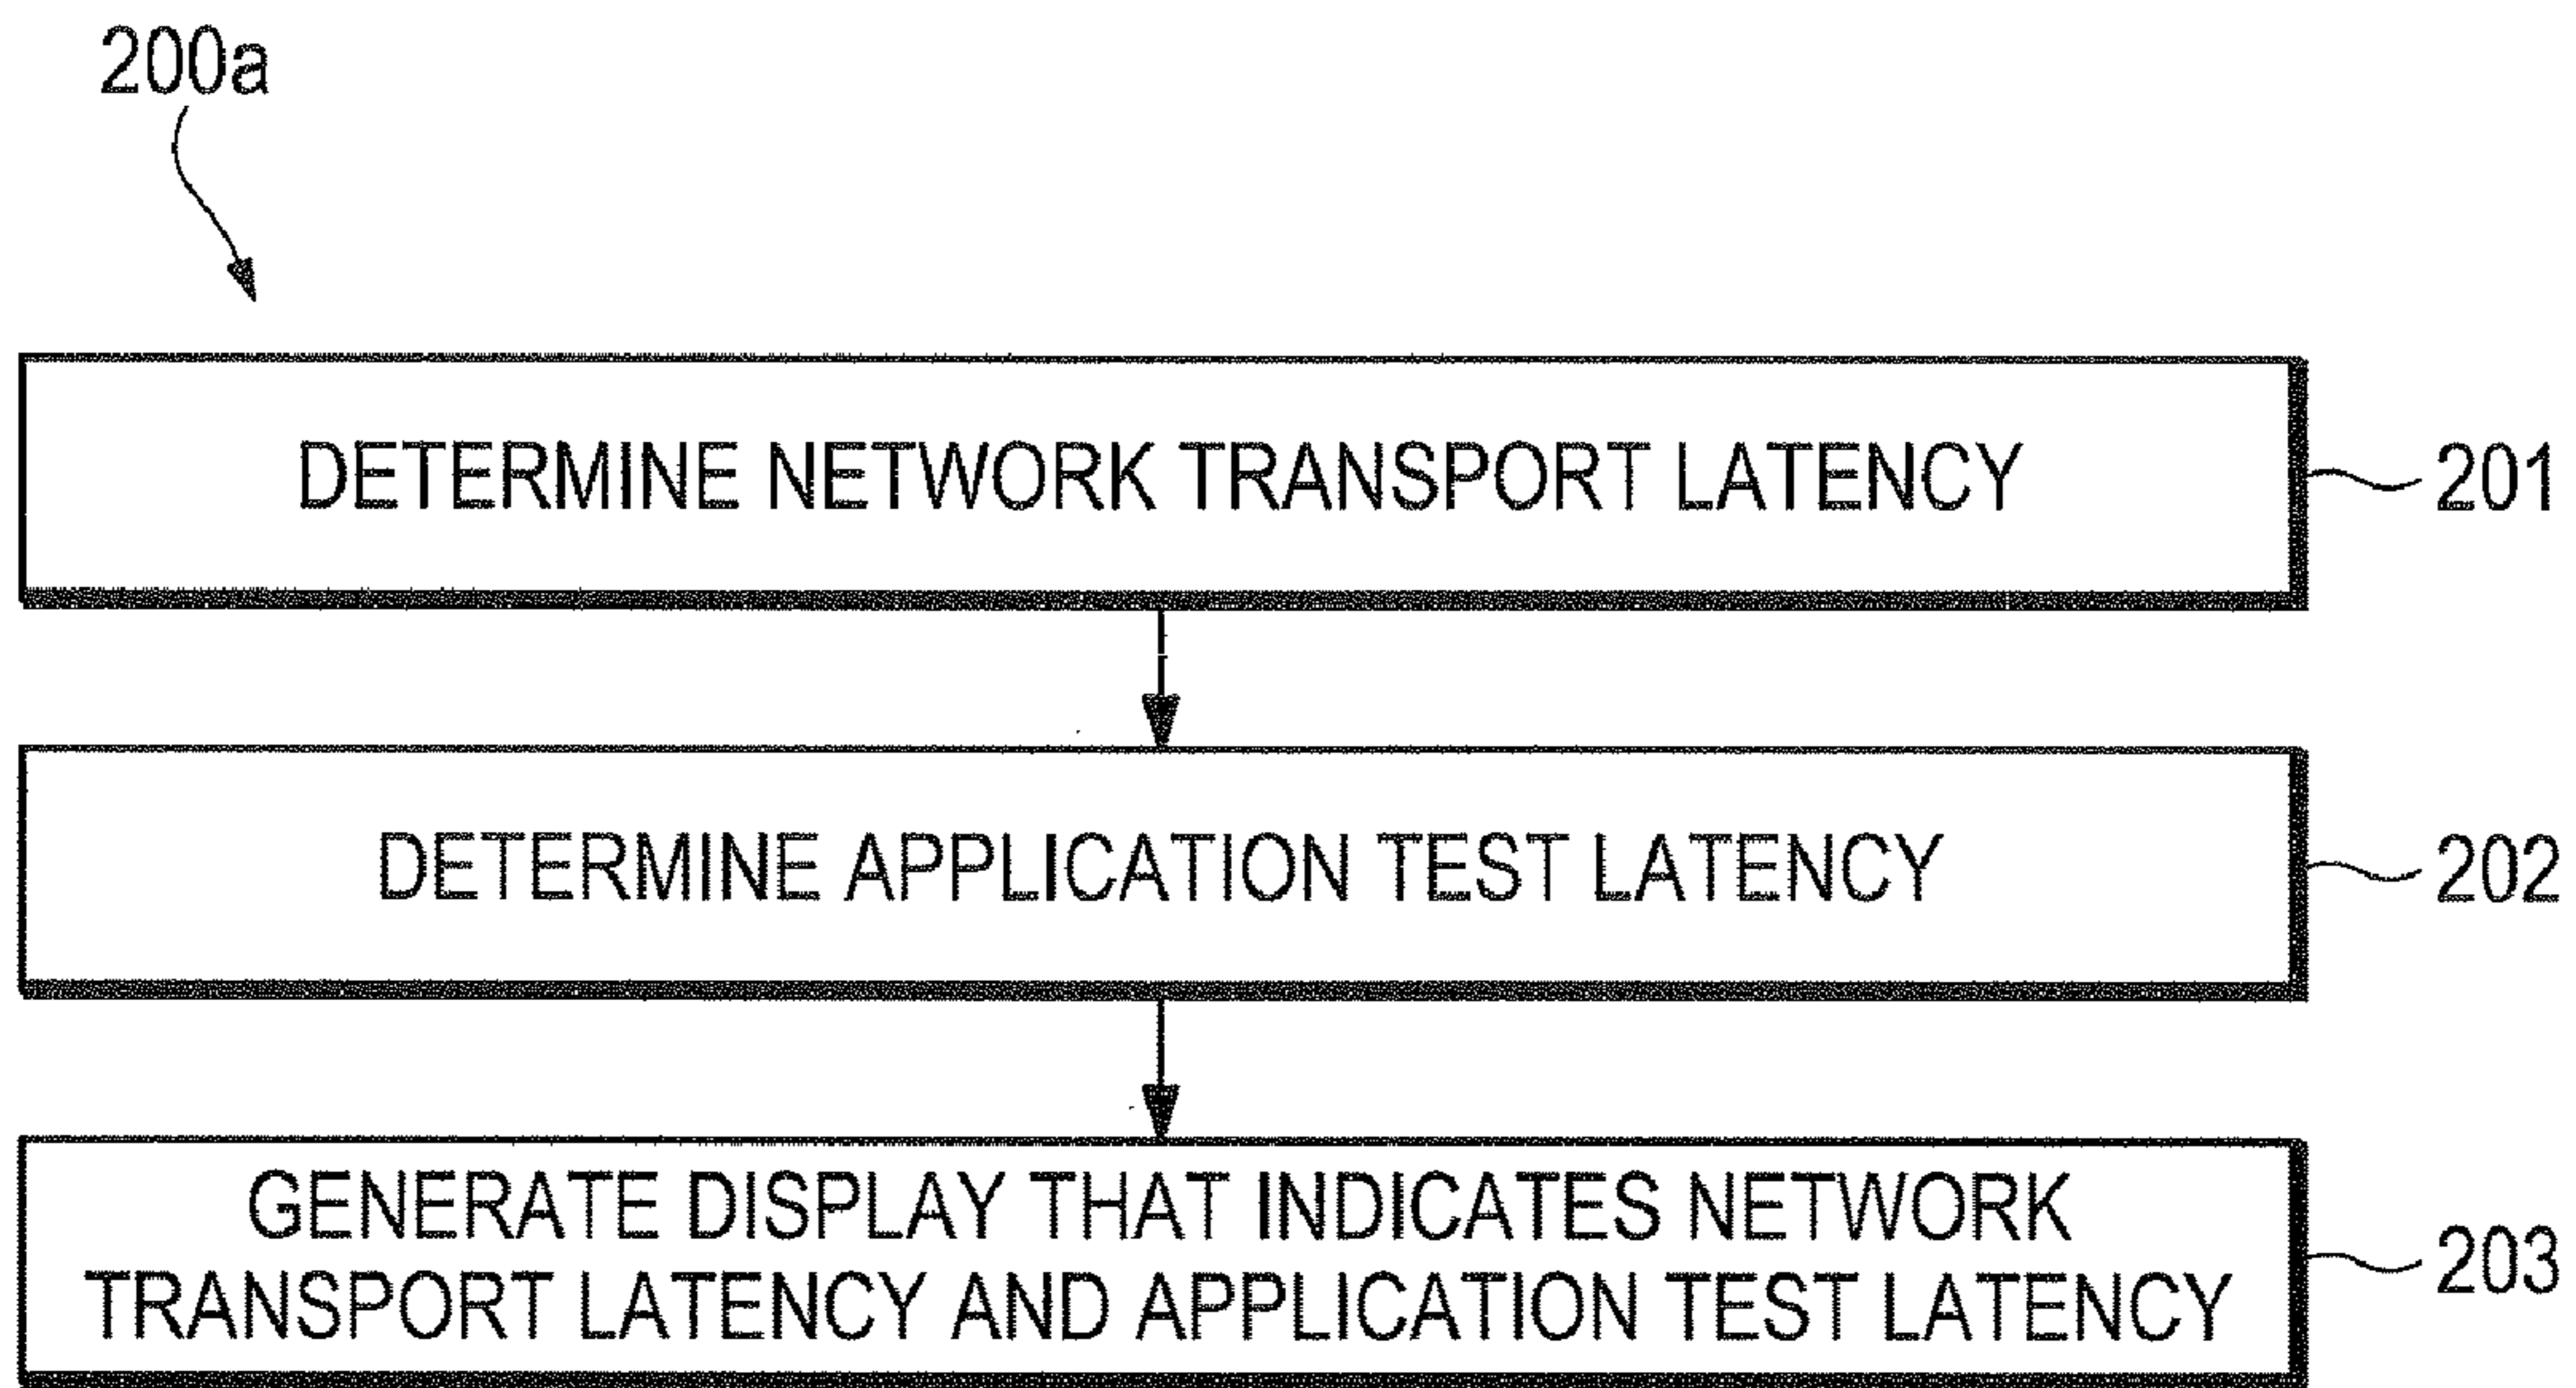 200a
DETERMINE NETWORK TRANSPORT LATENCY
201
DETERMINE APPLICATION TEST LATENCY
202
GENERATE DISPLAY THAT INDICATES NETWORK
TRANSPORT LATENCY AND APPLICATION TEST LATENCY
203